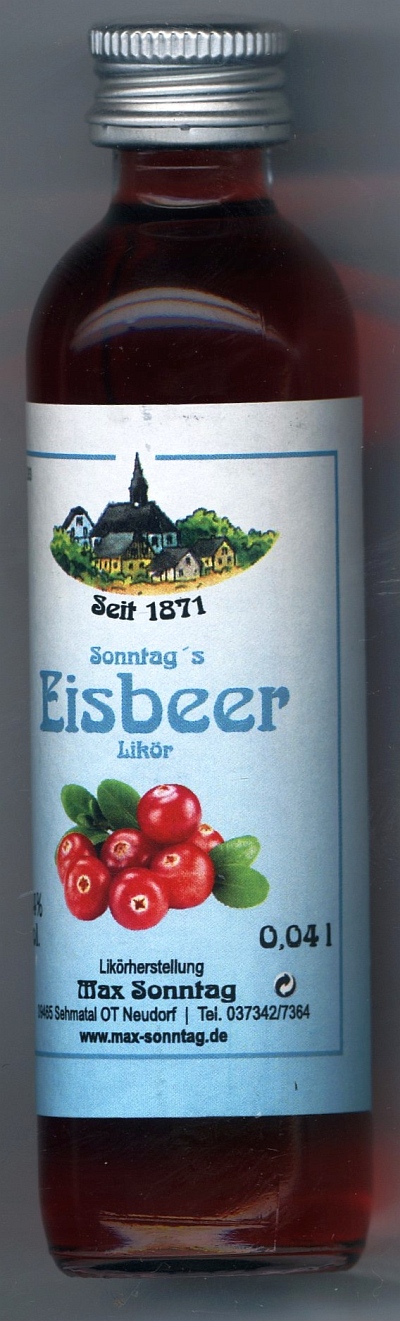 Seit 1871
Sonntag´s
Eisbeer
Likör
0,04 l
Likörherstellung
Max Sonntag
Sehmatal OT Neudorf | Tel. 037342/7364
www.max-sonntag.de